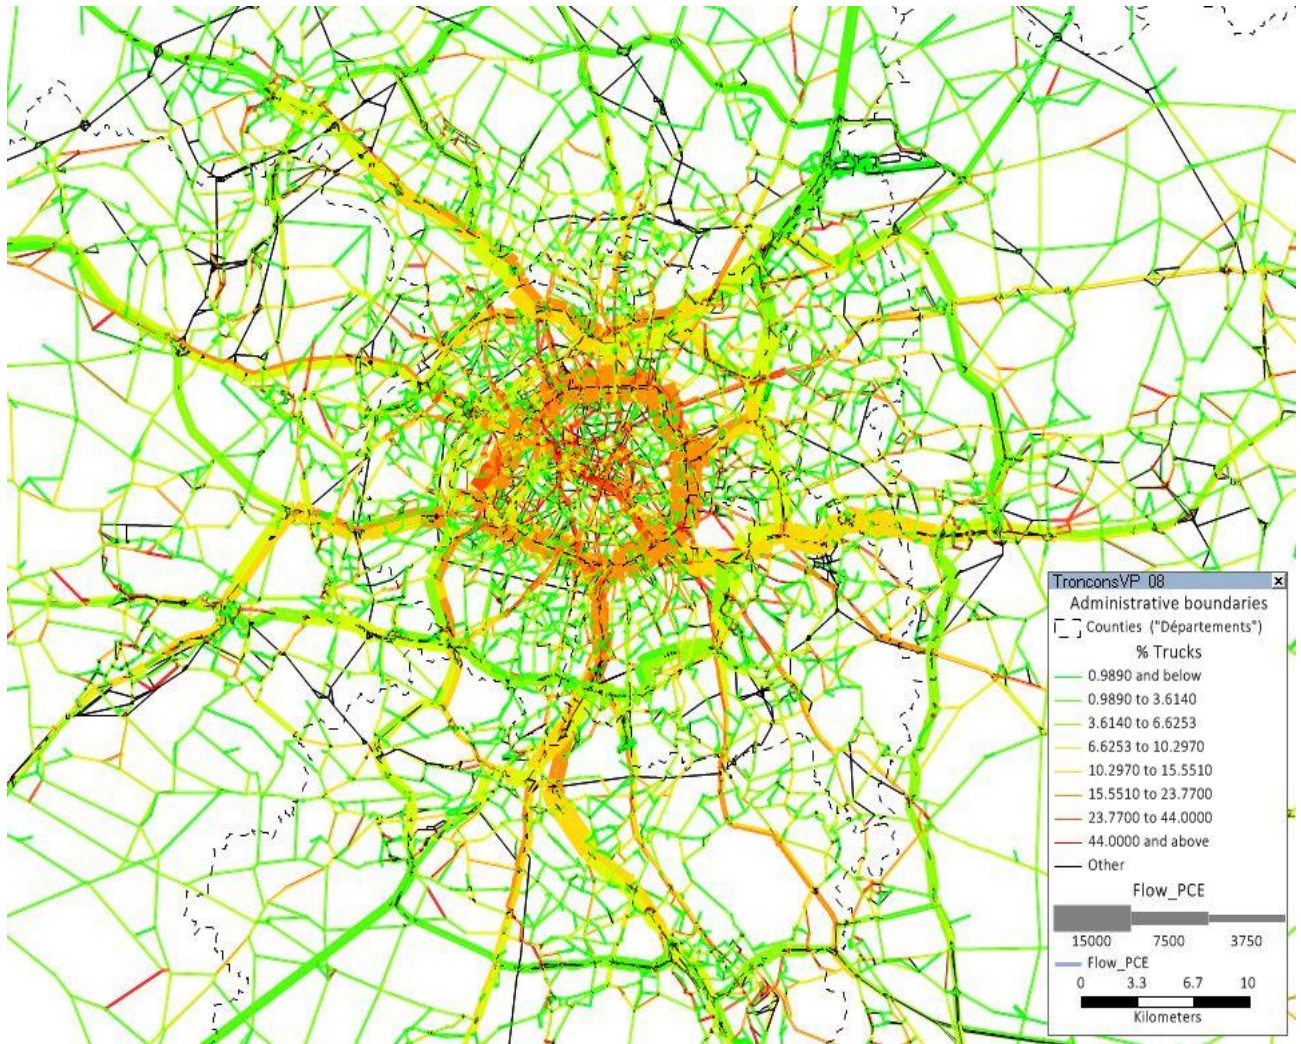 TronconsVP_08
x
Administrative boundaries
Counties ("Départements")
% Trucks
0.9890 and below
0.9890 to 3.6140
3.6140 to 6.6253
6.6253 to 10.2970
10.2970 to 15.5510
15.5510 to 23.7700
23.7700 to 44.0000
44.0000 and above
Other
Flow_PCE
15000 7500 3750
Flow_PCE
0 3.3 6.7 10
Kilometers